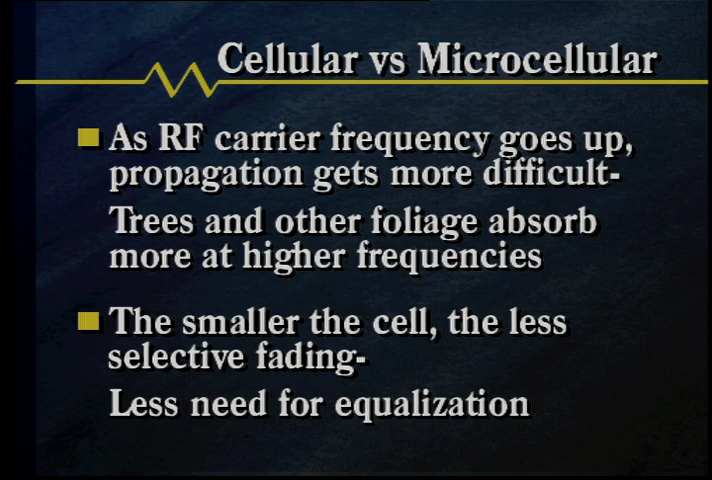 Cellular vs Microcellular
As RF carrier frequency goes up,
propagation gets more difficult-
Trees and other foliage absorb
more at higher frequencies
The smaller the cell, the less
selective fading-
Less need for equalization